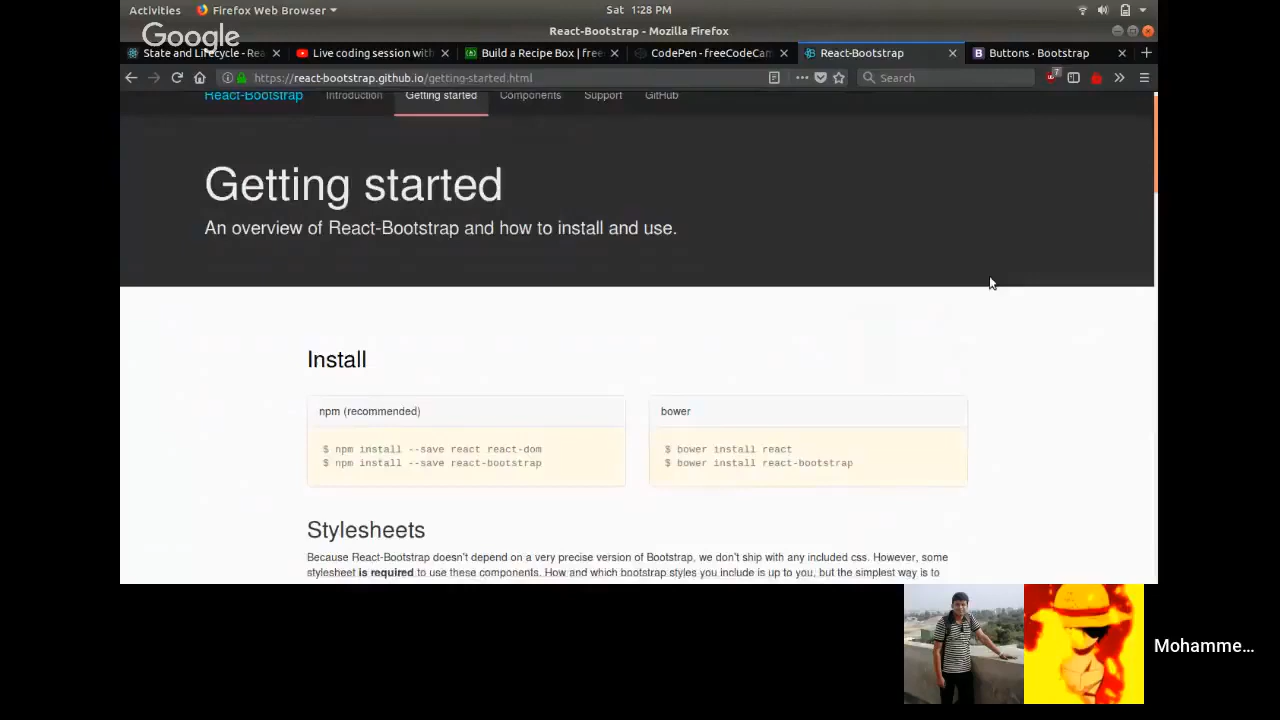 Activities Firefox Web Browser Sat 1:28 PM
Google
React-Bootstrap - Mozilla Firefox
State and Lifecycle - Rea Live coding session with Build a Recipe Box | free CodePen - freeCodeCam React-Bootstrap B Buttons · Bootstrap
https://react-bootstrap.github.io/getting-started.html Search 7
React-Bootstrap Introduction Getting started Components Support GitHub
Getting started
An overview of React-Bootstrap and how to install and use.
Install
npm (recommended) bower
$ npm install --save react react-dom $ bower install react
$ npm install --save react-bootstrap $ bower install react-bootstrap
Stylesheets
Because React-Bootstrap doesn't depend on a very precise version of Bootstrap, we don't ship with any included css. However, some
stylesheet is required to use these components. How and which bootstrap styles you include is up to you, but the simplest way is to
Mohamme...